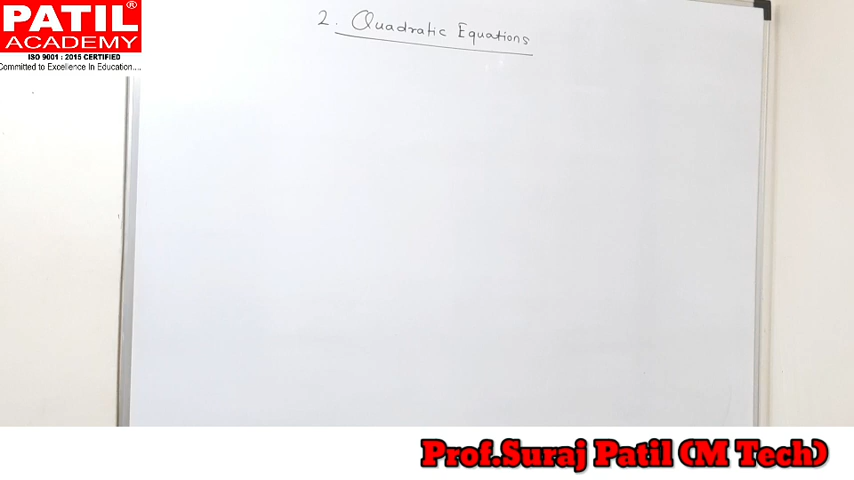 PATIL®
ACADEMY
ISO 9001 : 2015 CERTIFIED
Committed to Excellence In Education....
2. Quadratic Equations
Prof.Suraj Patil (M Tech)